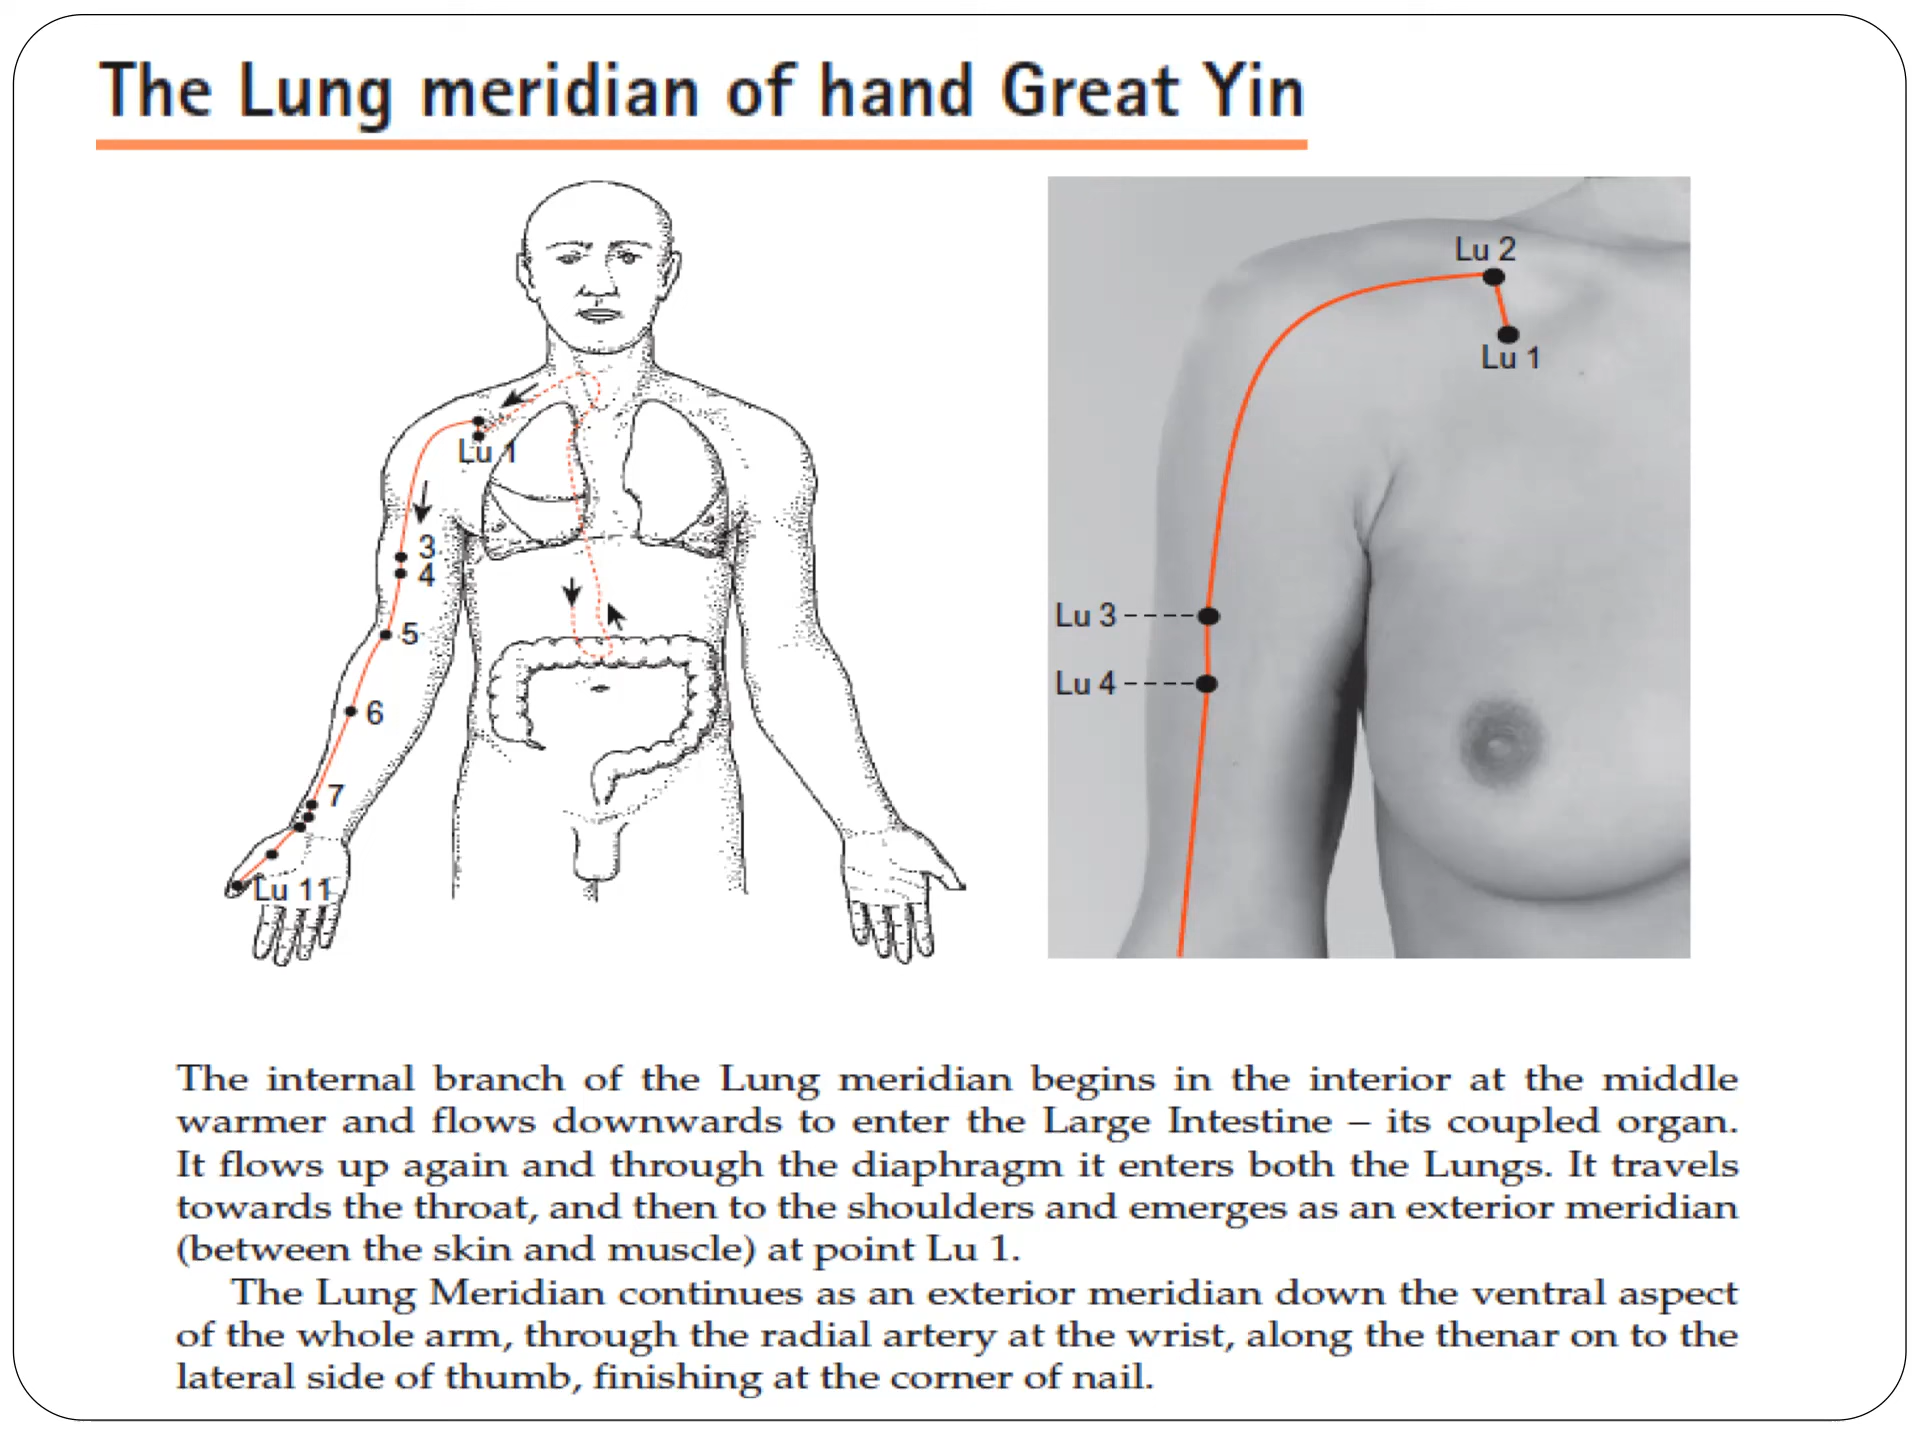 The Lung meridian of hand Great Yin
Lu 1
3
4
5
6
7
Lu 11
Lu 2
Lu 1
Lu 3
Lu 4
The internal branch of the Lung meridian begins in the interior at the middle
warmer and flows downwards to enter the Large Intestine – its coupled organ.
It flows up again and through the diaphragm it enters both the Lungs. It travels
towards the throat, and then to the shoulders and emerges as an exterior meridian
(between the skin and muscle) at point Lu 1.
The Lung Meridian continues as an exterior meridian down the ventral aspect
of the whole arm, through the radial artery at the wrist, along the thenar on to the
lateral side of thumb, finishing at the corner of nail.